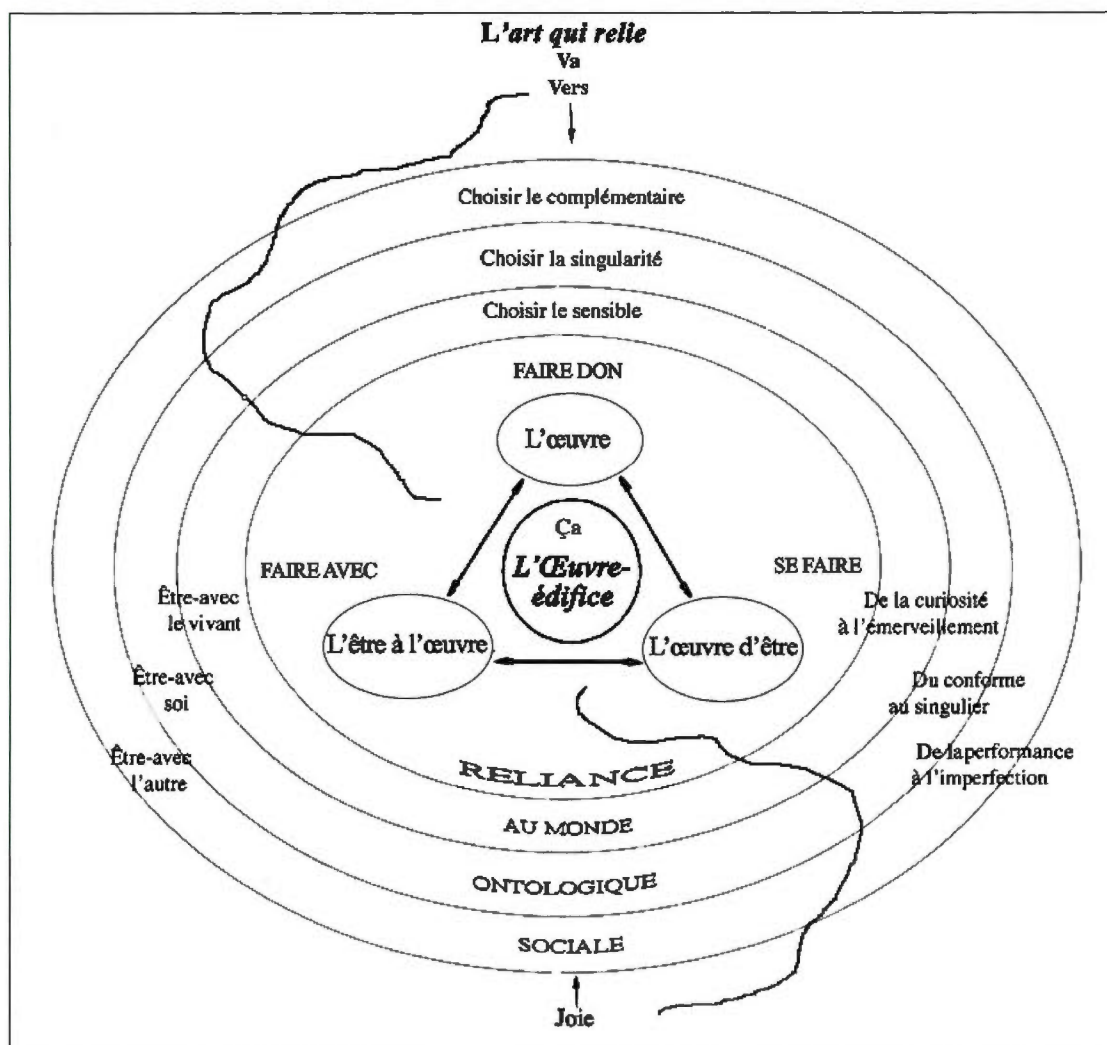 L'art qui relie
Va
Vers
Choisir le complémentaire
Choisir la singularité
Choisir le sensible
FAIRE DON
L'œuvre
Ça
L'Œuvre-
édifice
FAIRE AVEC
SE FAIRE
Être-avec
le vivant
De la curiosité
à l'émerveillement
L'être à l'œuvre
L'œuvre d'être
Être-avec
soi
Du conforme
au singulier
Être-avec
l'autre
De laperformance
à l'imperfection
RELIANCE
AU MONDE
ONTOLOGIQUE
SOCIALE
Joie